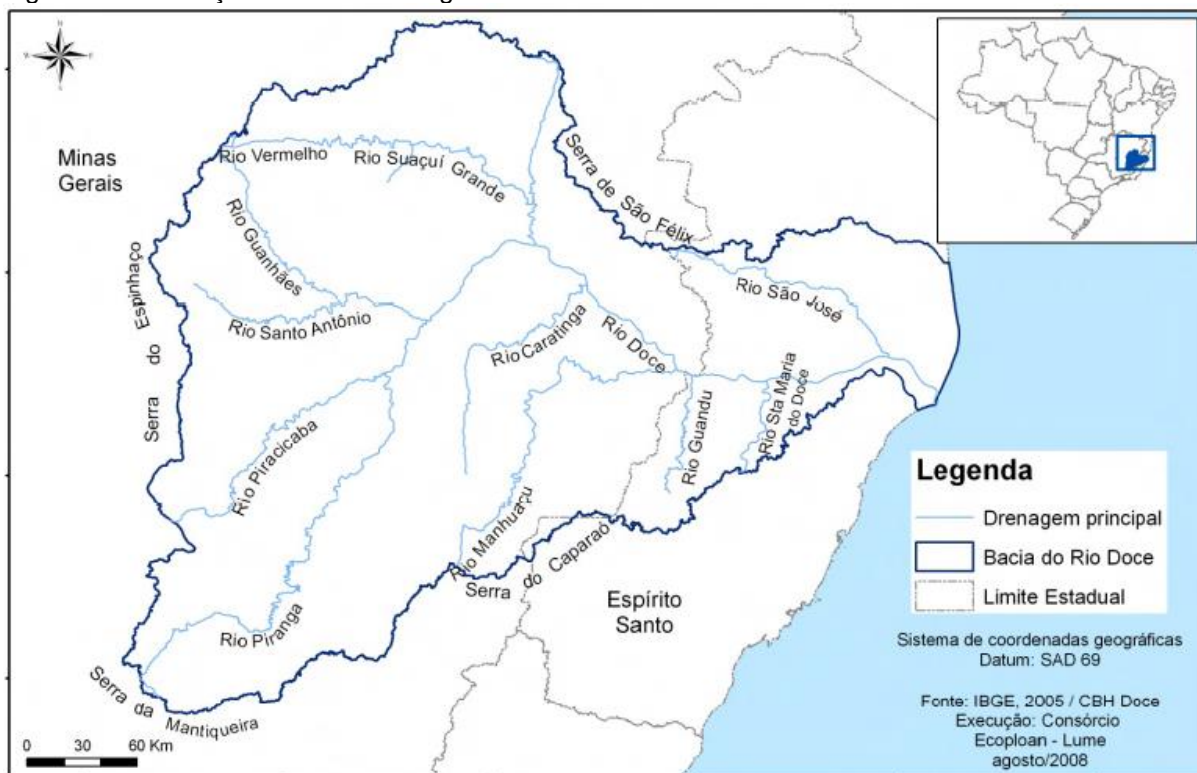 Minas
Gerais
Rio Vermelho
Rio Suaçuí Grande
Serra de São Félix
Rio Guanhães
Serra do Espinhaço
Rio Santo Antônio
Rio São José
Rio Caratinga
Rio Doce
Rio Guandu
Rio Sta Maria
do Doce
Rio Piracicaba
Rio Manhuaçu
Serra do Caparaó
Rio Piranga
Espírito
Santo
Serra da Mantiqueira
0 30 60 Km
Legenda
Drenagem principal
Bacia do Rio Doce
Limite Estadual
Sistema de coordenadas geográficas
Datum: SAD 69
Fonte: IBGE, 2005 / CBH Doce
Execução: Consórcio
Ecoploan - Lume
agosto/2008